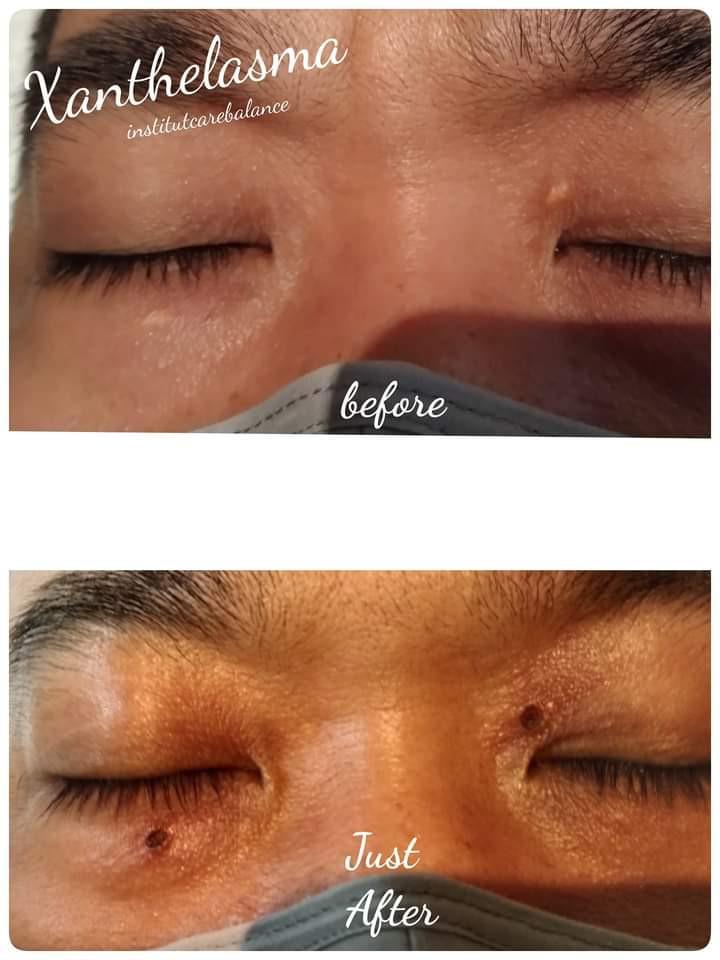 Xanthelasma
institutcarebalance
before
Just
After